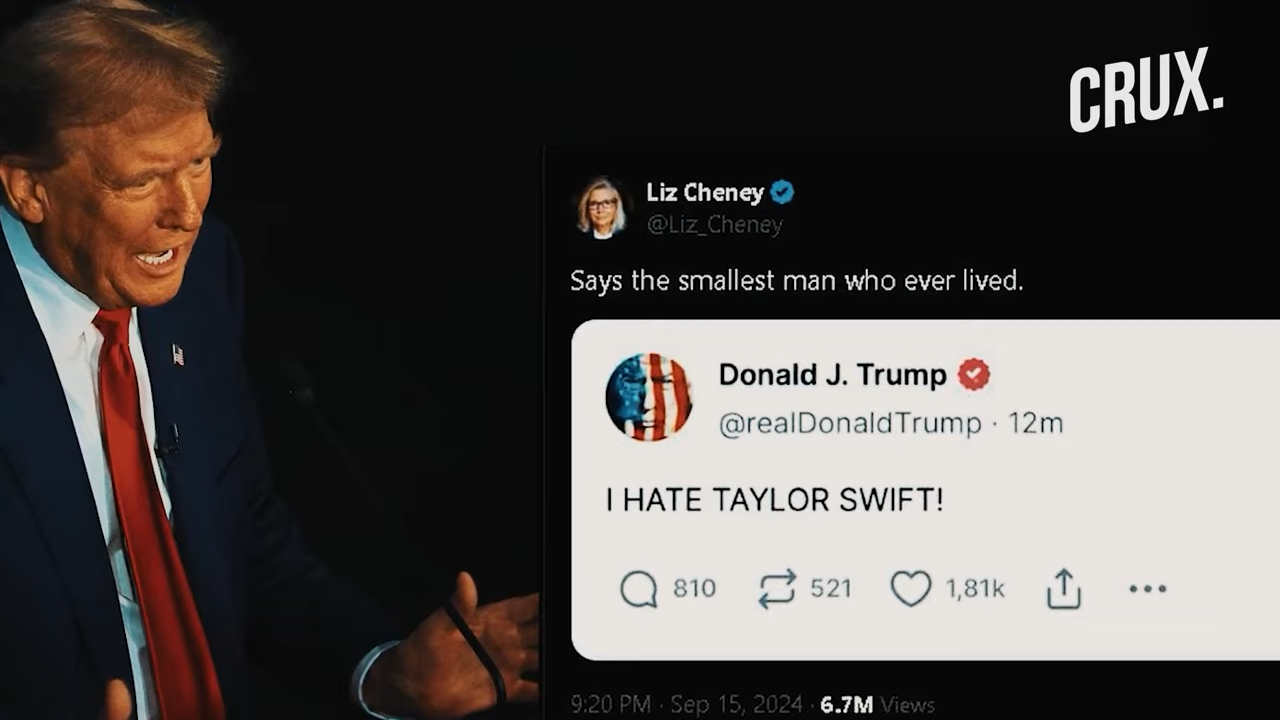 CRUX.
Liz Cheney
@Liz_Cheney
Says the smallest man who ever lived.
Donald J. Trump
@realDonaldTrump · 12m
I HATE TAYLOR SWIFT!
810 521 1,81k
9:20 PM · Sep 15, 2024 · 6.7M Views